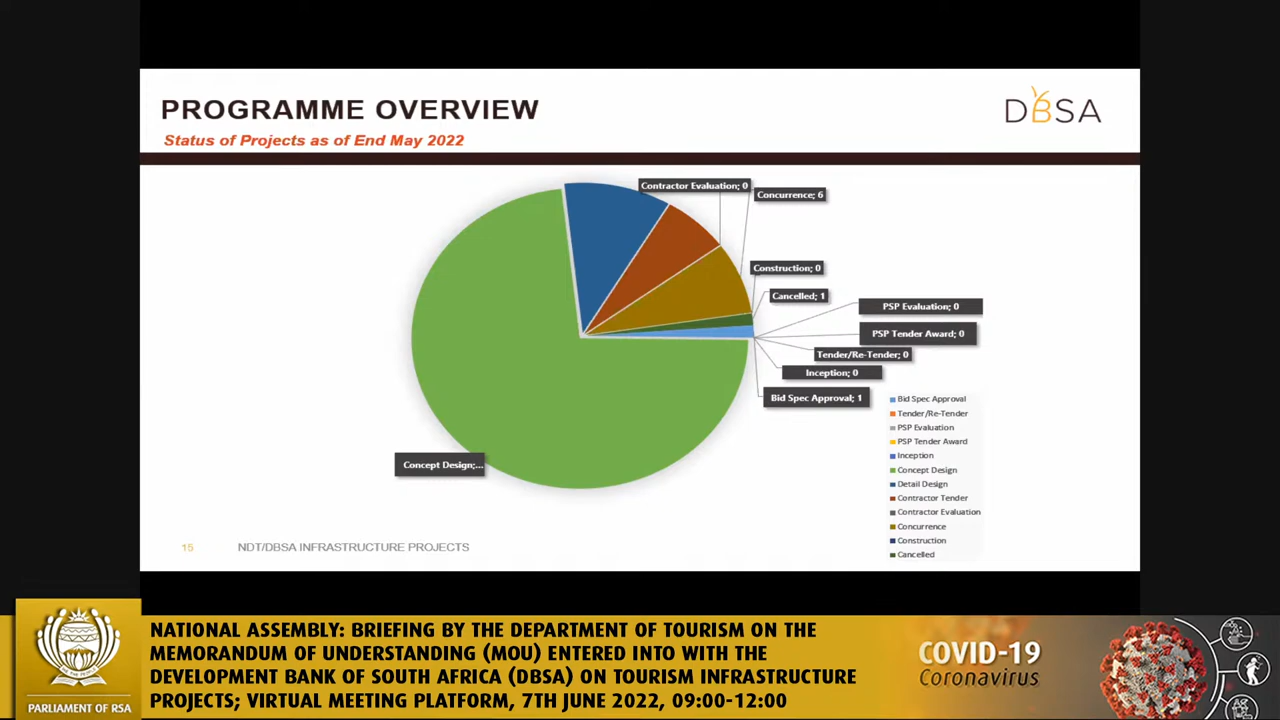 PROGRAMME OVERVIEW
DBSA
Status of Projects as of End May 2022
Contractor Evaluation; 0
Concurrence; 6
Construction; 0
Cancelled; 1
PSP Evaluation; 0
PSP Tender Award; 0
Tender/Re-Tender; 0
Inception; 0
Bid Spec Approval; 1
Concept Design;...
Bid Spec Approval
Tender/Re-Tender
PSP Evaluation
PSP Tender Award
Inception
Concept Design
Detail Design
Contractor Tender
Contractor Evaluation
Concurrence
Construction
Cancelled
15
NDT/DBSA INFRASTRUCTURE PROJECTS
NATIONAL ASSEMBLY: BRIEFING BY THE DEPARTMENT OF TOURISM ON THE
MEMORANDUM OF UNDERSTANDING (MOU) ENTERED INTO WITH THE
DEVELOPMENT BANK OF SOUTH AFRICA (DBSA) ON TOURISM INFRASTRUCTURE
PROJECTS; VIRTUAL MEETING PLATFORM, 7TH JUNE 2022, 09:00-12:00
PARLIAMENT OF RSA
COVID-19
Coronavirus